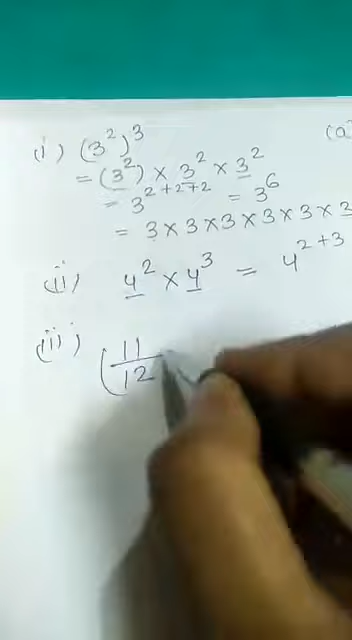 (i) (3²)³ (a
= (3²) × 3² × 3²
= 3²⁺²⁺² = 3⁶
= 3 × 3 × 3 × 3 × 3 × 3
(ii) 4² × 4³ = 4²⁺³
(iii) (11/12